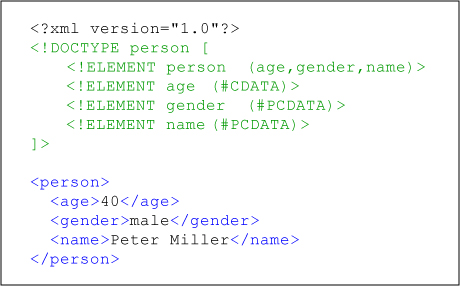 <?xml version="1.0"?>
<!DOCTYPE person [
<!ELEMENT person (age,gender,name)>
<!ELEMENT age (#CDATA)>
<!ELEMENT gender (#PCDATA)>
<!ELEMENT name (#PCDATA)>
]>
<person>
<age>40</age>
<gender>male</gender>
<name>Peter Miller</name>
</person>